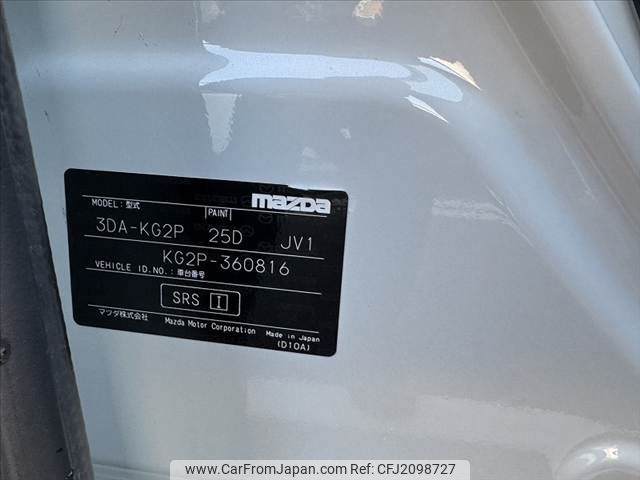 mazda
MODEL:型式 PAINT
3DA-KG2P 25D JV1
KG2P-360816
VEHICLE ID.NO.:車台番号
SRS I
マツダ株式会社 Mazda Motor Corporation Made in Japan
(D10A)
www.CarFromJapan.com CFJ2098727